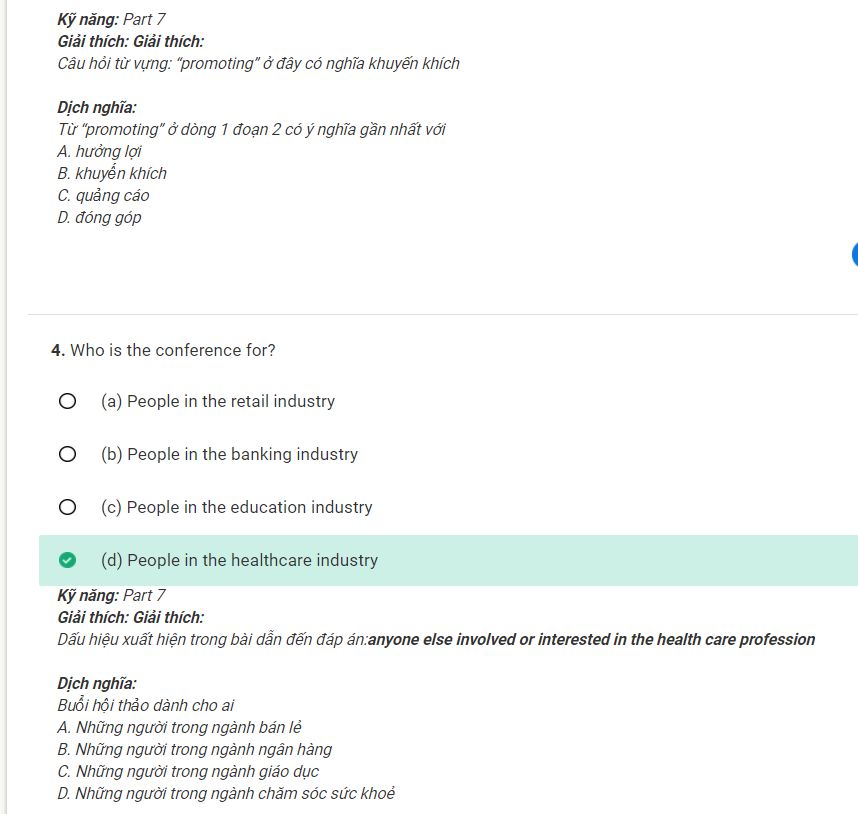 Kỹ năng: Part 7
Giải thích: Giải thích:
Câu hỏi từ vựng: “promoting” ở đây có nghĩa khuyến khích
Dịch nghĩa:
Từ “promoting” ở dòng 1 đoạn 2 có ý nghĩa gần nhất với
A. hưởng lợi
B. khuyến khích
C. quảng cáo
D. đóng góp
4. Who is the conference for?
(a) People in the retail industry
(b) People in the banking industry
(c) People in the education industry
(d) People in the healthcare industry
Kỹ năng: Part 7
Giải thích: Giải thích:
Dấu hiệu xuất hiện trong bài dẫn đến đáp án:anyone else involved or interested in the health care profession
Dịch nghĩa:
Buổi hội thảo dành cho ai
A. Những người trong ngành bán lẻ
B. Những người trong ngành ngân hàng
C. Những người trong ngành giáo dục
D. Những người trong ngành chăm sóc sức khoẻ